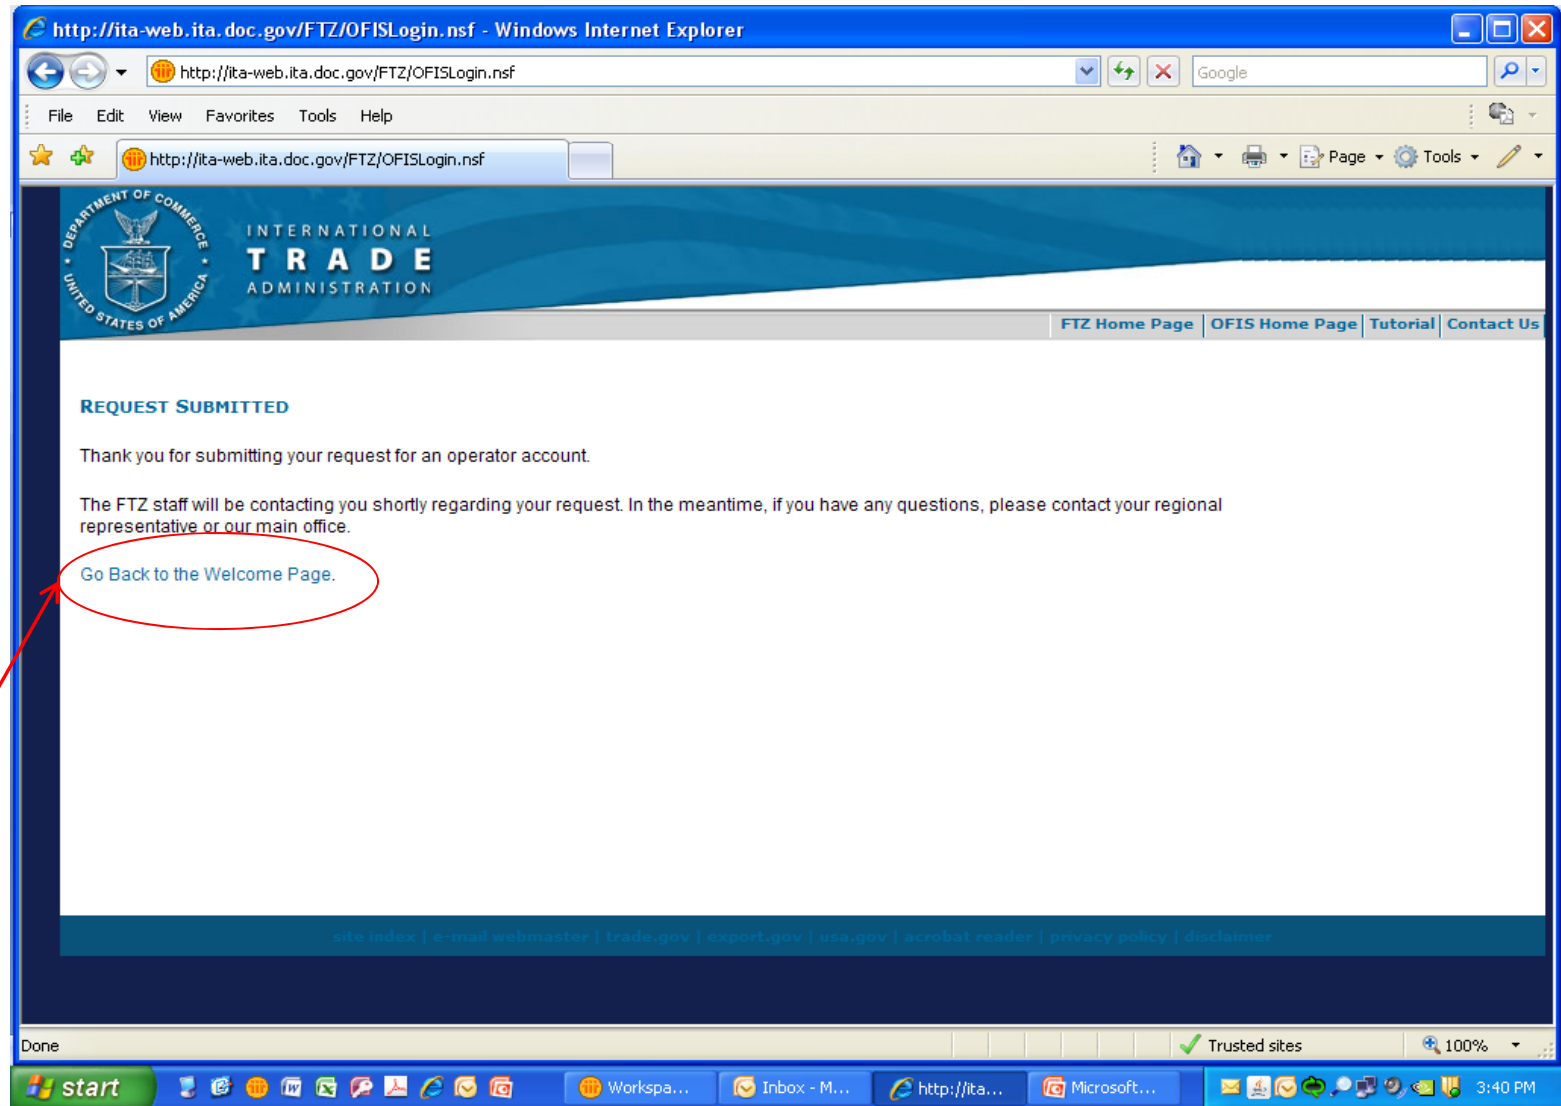 http://ita-web.ita.doc.gov/FTZ/OFISLogin.nsf - Windows Internet Explorer
http://ita-web.ita.doc.gov/FTZ/OFISLogin.nsf
Google
File Edit View Favorites Tools Help
http://ita-web.ita.doc.gov/FTZ/OFISLogin.nsf
Page Tools
DEPARTMENT OF COMMERCE
UNITED STATES OF AMERICA
INTERNATIONAL
TRADE
ADMINISTRATION
FTZ Home Page | OFIS Home Page | Tutorial | Contact Us
REQUEST SUBMITTED
Thank you for submitting your request for an operator account.
The FTZ staff will be contacting you shortly regarding your request. In the meantime, if you have any questions, please contact your regional
representative or our main office.
Go Back to the Welcome Page.
site index | e-mail webmaster | trade.gov | export.gov | usa.gov | acrobat reader | privacy policy | disclaimer
Done
Trusted sites
100%
start
Workspa...
Inbox - M...
http://ita...
Microsoft...
3:40 PM